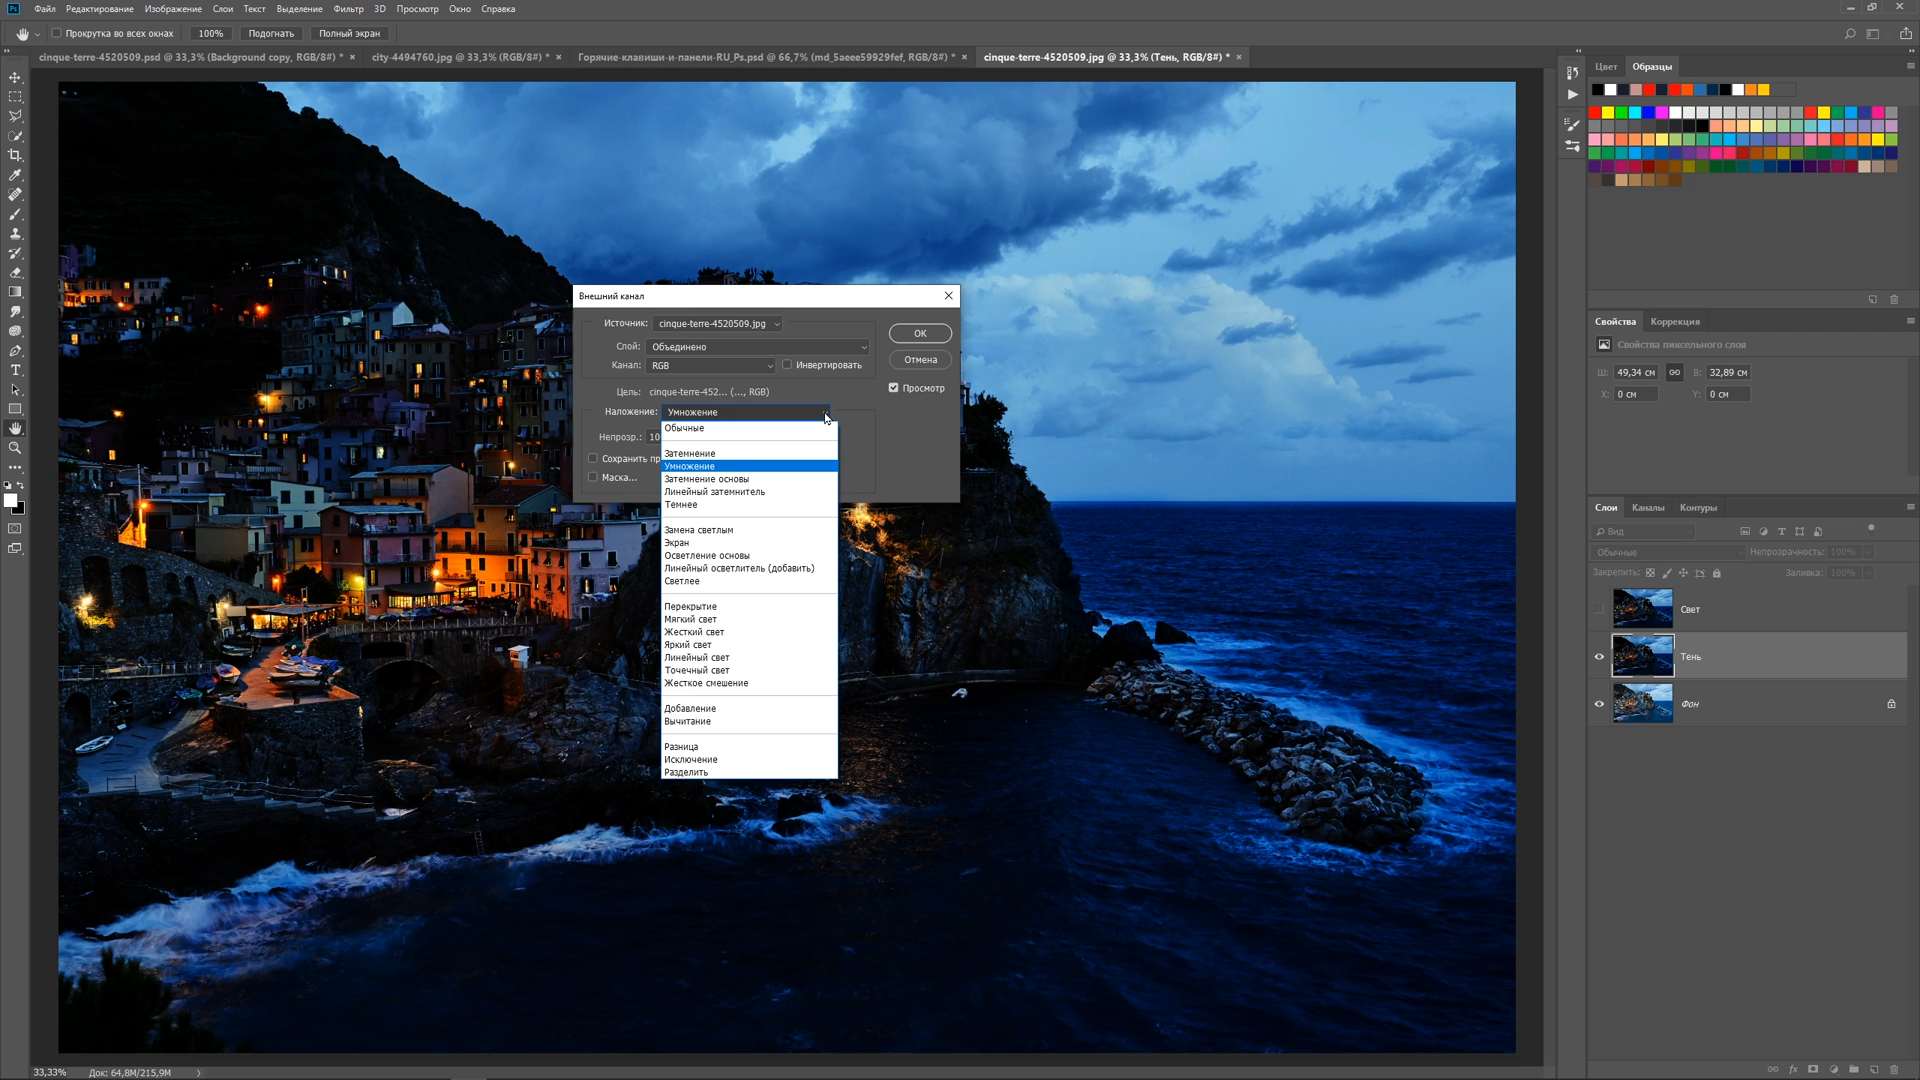 Ps Файл Редактирование Изображение Слои Текст Выделение Фильтр 3D Просмотр Окно Справка
Прокрутка во всех окнах 100% Подогнать Полный экран
cinque-terre-4520509.psd @ 33,3% (Background copy, RGB/8#) * × city-4494760.jpg @ 33,3% (RGB/8#) * × Горячие-клавиши-и-панели-RU_Ps.psd @ 66,7% (md_5aeee59929fef, RGB/8#) * × cinque-terre-4520509.jpg @ 33,3% (Тень, RGB/8#) * ×
Цвет Образцы
Внешний канал
Источник: cinque-terre-4520509.jpg
Слой: Объединено
Канал: RGB Инвертировать
Цель: cinque-terre-452... (..., RGB)
Наложение: Умножение
Непрозр.: 10
Сохранить пр
Маска...
OK
Отмена
Просмотр
Обычные
Затемнение
Умножение
Затемнение основы
Линейный затемнитель
Темнее
Замена светлым
Экран
Осветление основы
Линейный осветлитель (добавить)
Светлее
Перекрытие
Мягкий свет
Жесткий свет
Яркий свет
Линейный свет
Точечный свет
Жесткое смешение
Добавление
Вычитание
Разница
Исключение
Разделить
Свойства Коррекция
Свойства пиксельного слоя
Ш: 49,34 см В: 32,89 см
X: 0 см Y: 0 см
Слои Каналы Контуры
Вид
Обычные Непрозрачность: 100%
Закрепить: Заливка: 100%
Свет
Тень
Фон
33,33% Док: 64,8M/215,9M